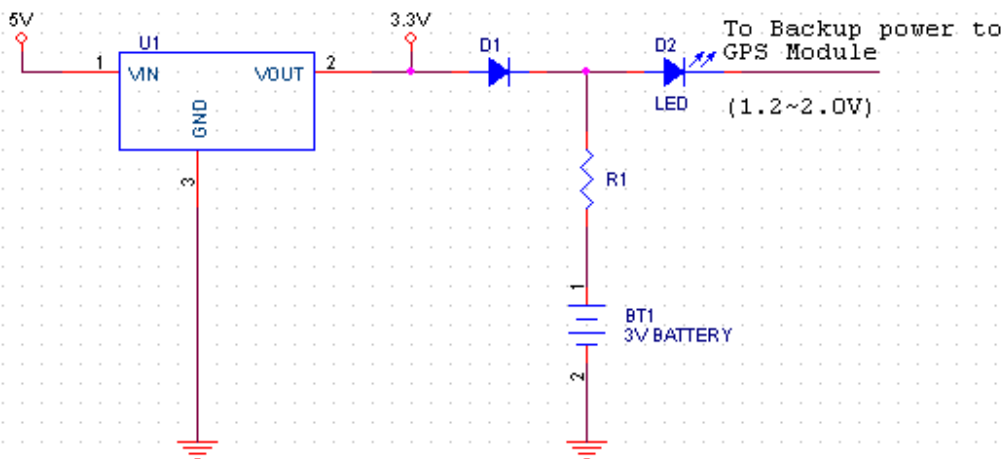 5V
U1
1
VIN
VOUT
2
GND
3
3.3V
D1
D2
LED
To Backup power to
GPS Module
(1.2~2.0V)
R1
1
BT1
3V BATTERY
2